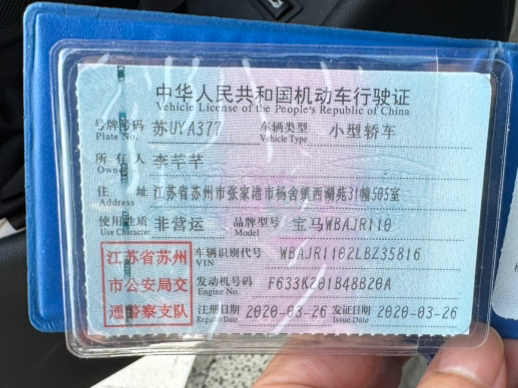 中华人民共和国机动车行驶证
Vehicle License of the People's Republic of China
号牌号码 苏UYA377 车辆类型 小型轿车
Plate No. Vehicle Type
所有人 李芊芊
Owner
住址 江苏省苏州市张家港市杨舍镇西湖苑31幢505室
Address
使用性质 非营运 品牌型号 宝马WBAJR110
Use Character Model
江苏省苏州
市公安局交
通警察支队
车辆识别代号 WBAJR1102LBZ35816
VIN
发动机号码 F633K201B48B20A
Engine No.
注册日期 2020-03-26 发证日期 2020-03-26
Register Date Issue Date